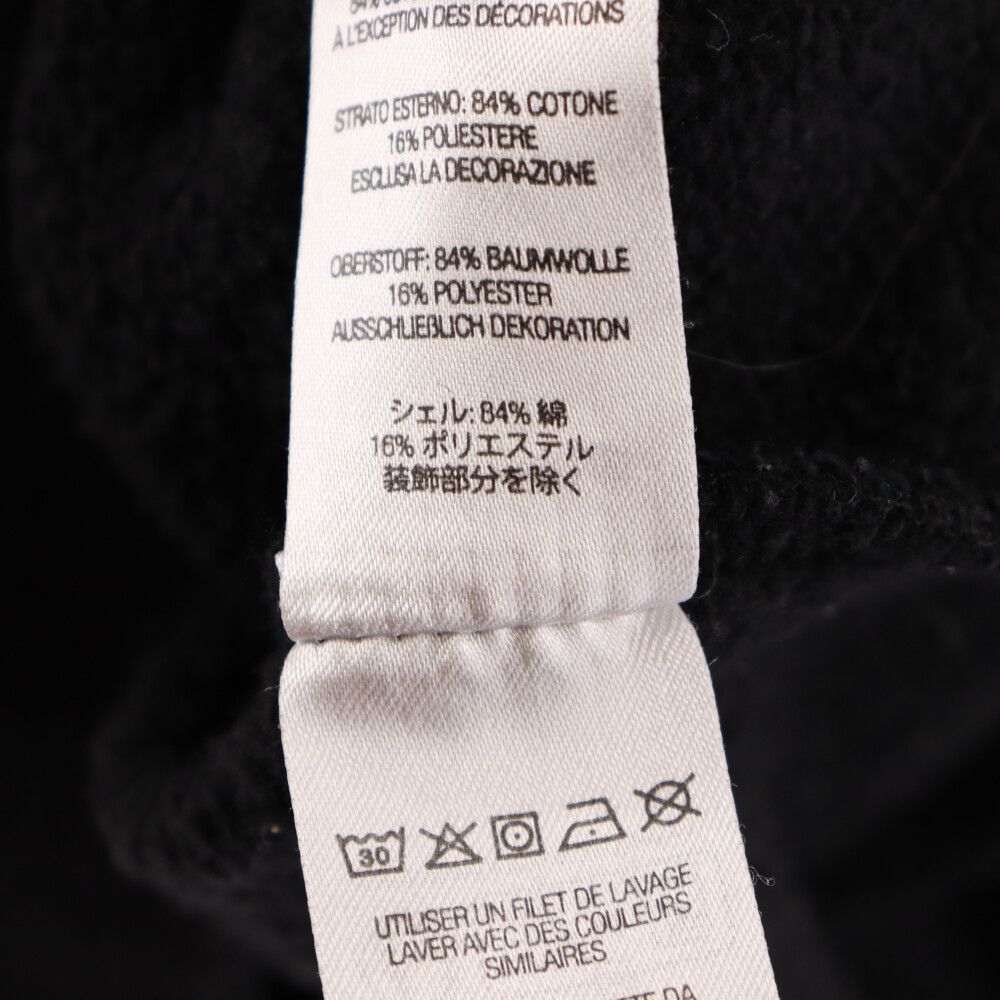 84%
À L'EXCEPTION DES DÉCORATIONS
STRATO ESTERNO: 84% COTONE
16% POLIESTERE
ESCLUSA LA DECORAZIONE
OBERSTOFF: 84% BAUMWOLLE
16% POLYESTER
AUSSCHLIEßLICH DEKORATION
シェル: 84% 綿
16% ポリエステル
装飾部分を除く
30
UTILISER UN FILET DE LAVAGE
LAVER AVEC DES COULEURS
SIMILAIRES
DA